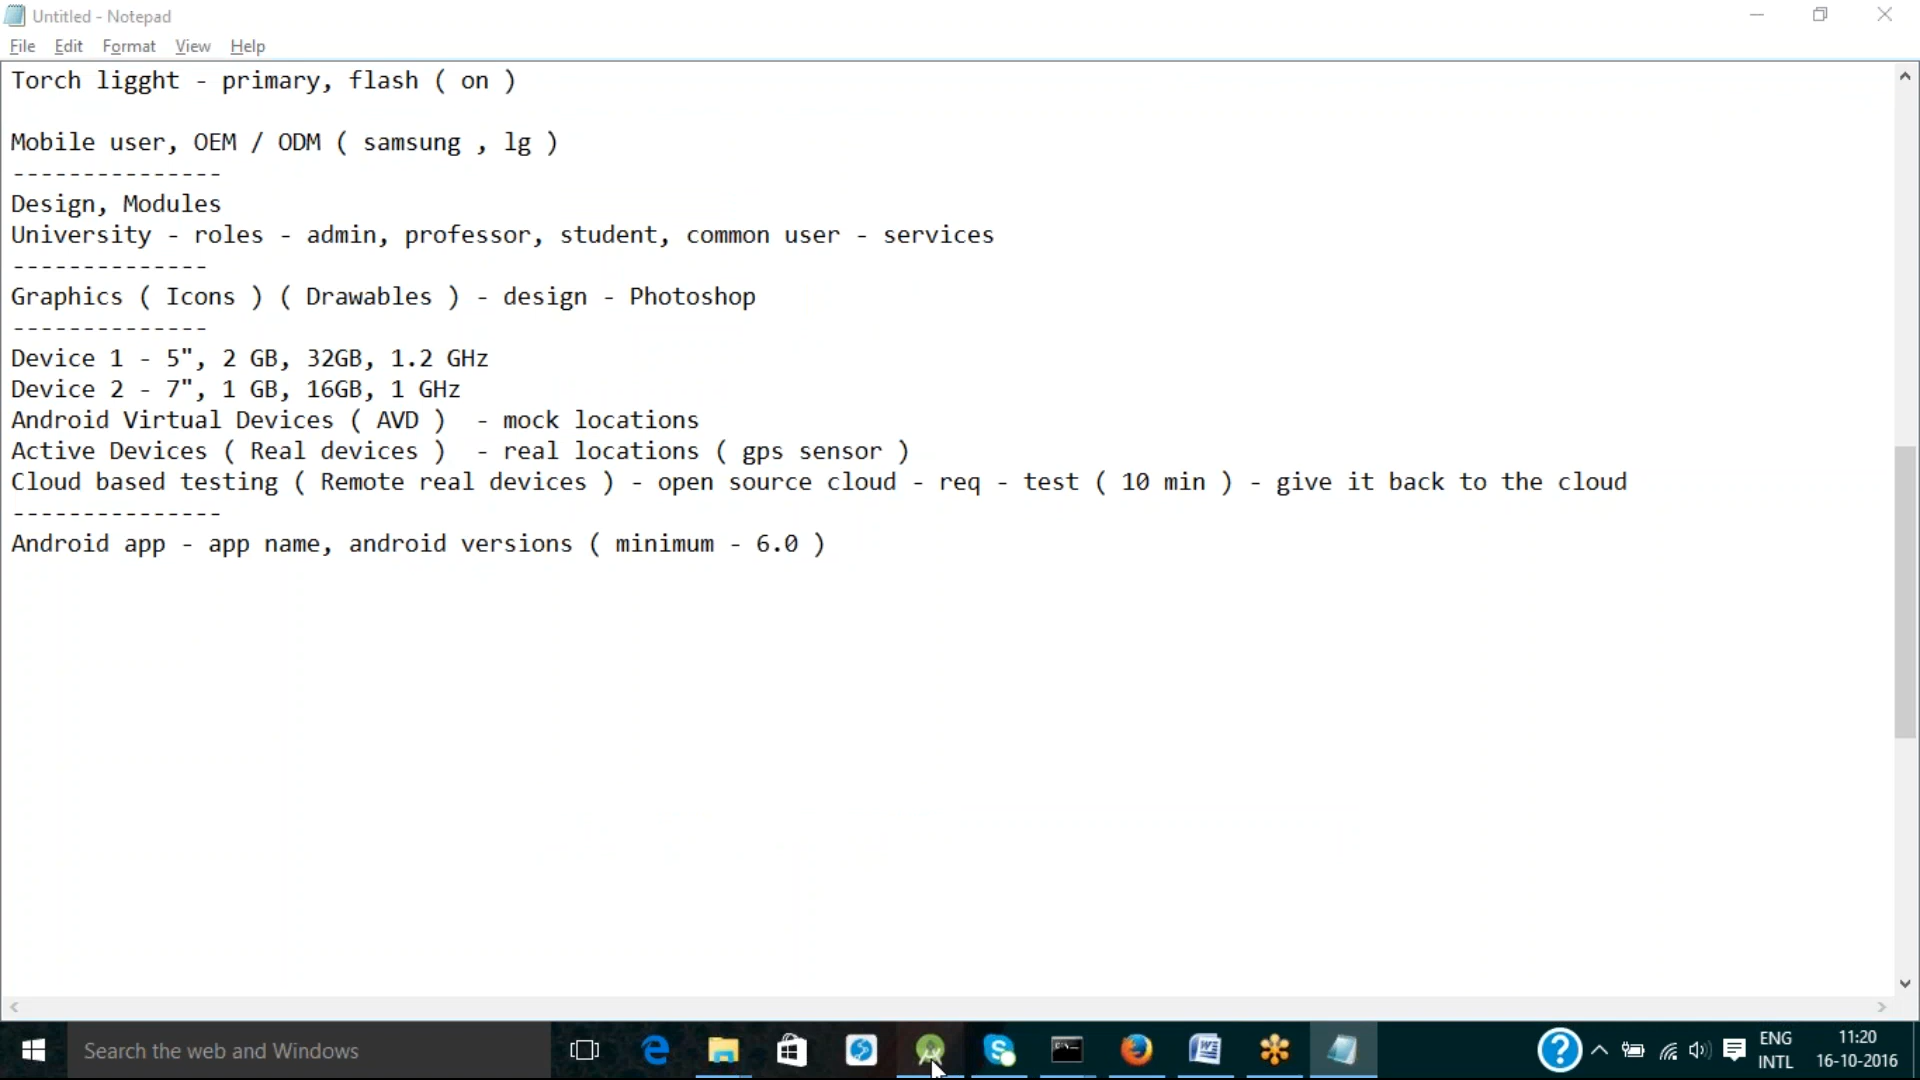 Untitled - Notepad
File Edit Format View Help
Torch ligght - primary, flash ( on )
Mobile user, OEM / ODM ( samsung , lg )
---------------
Design, Modules
University - roles - admin, professor, student, common user - services
--------------
Graphics ( Icons ) ( Drawables ) - design - Photoshop
--------------
Device 1 - 5", 2 GB, 32GB, 1.2 GHz
Device 2 - 7", 1 GB, 16GB, 1 GHz
Android Virtual Devices ( AVD )  - mock locations
Active Devices ( Real devices )  - real locations ( gps sensor )
Cloud based testing ( Remote real devices ) - open source cloud - req - test ( 10 min ) - give it back to the cloud
---------------
Android app - app name, android versions ( minimum - 6.0 )
Search the web and Windows
ENG
INTL
11:20
16-10-2016